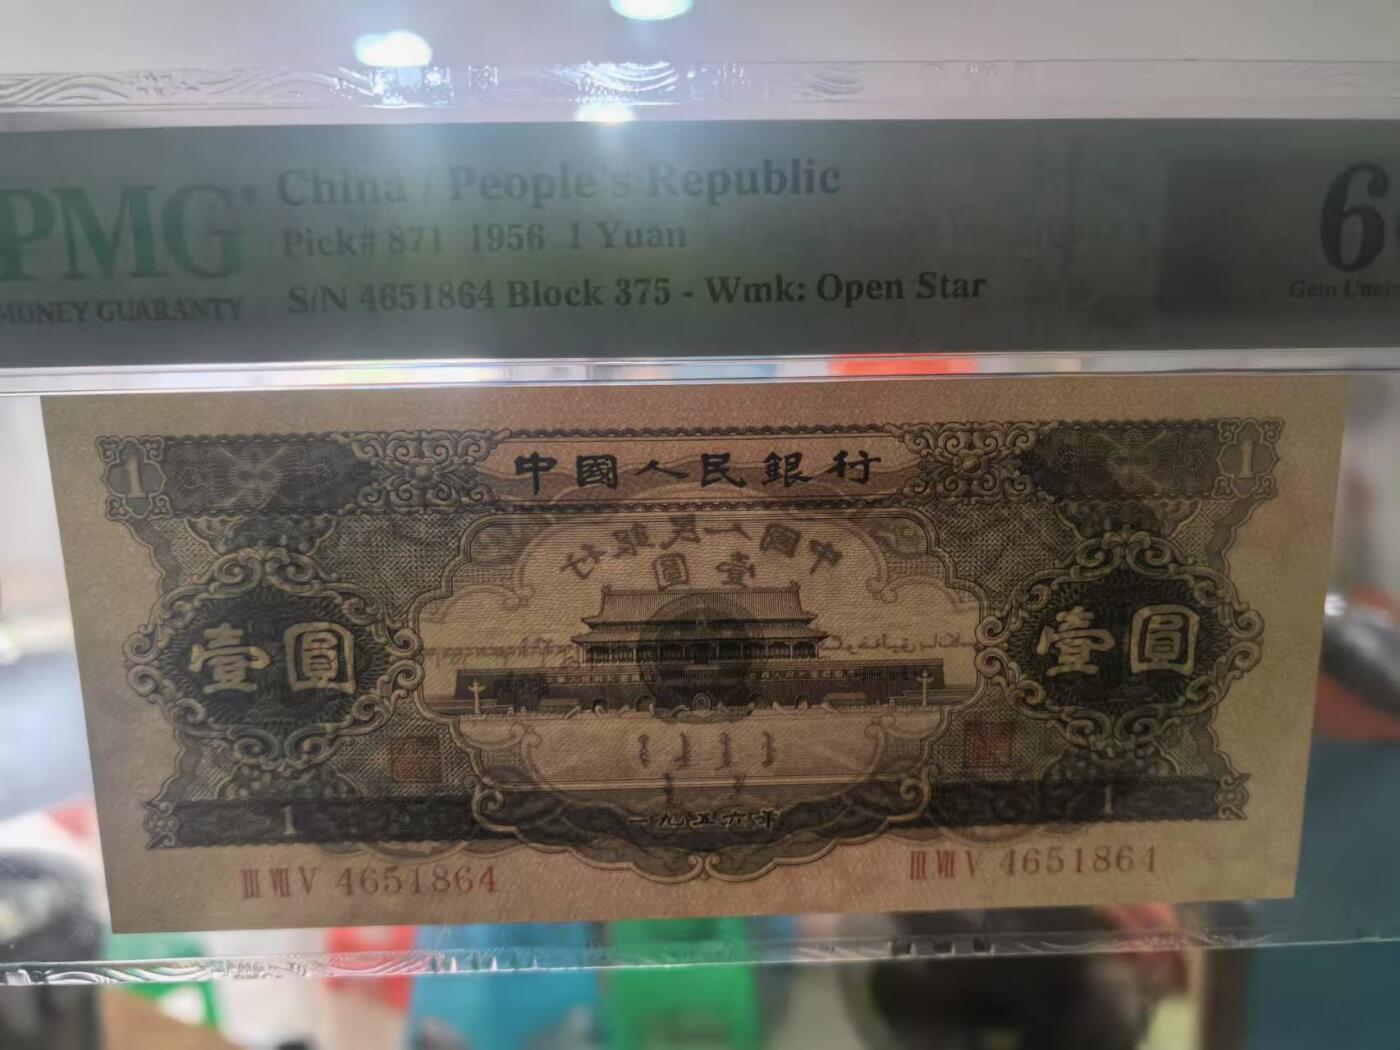 PMG
MONEY GUARANTY
China / People's Republic
Pick# 871 1956 1 Yuan
S/N 4651864 Block 375 - Wmk: Open Star
6
Gem
1
中國人民銀行
1
中國人民銀行
壹圓
壹圓
壹圓
1
一九五六年
1
III VII V 4651864
III VII V 4651864